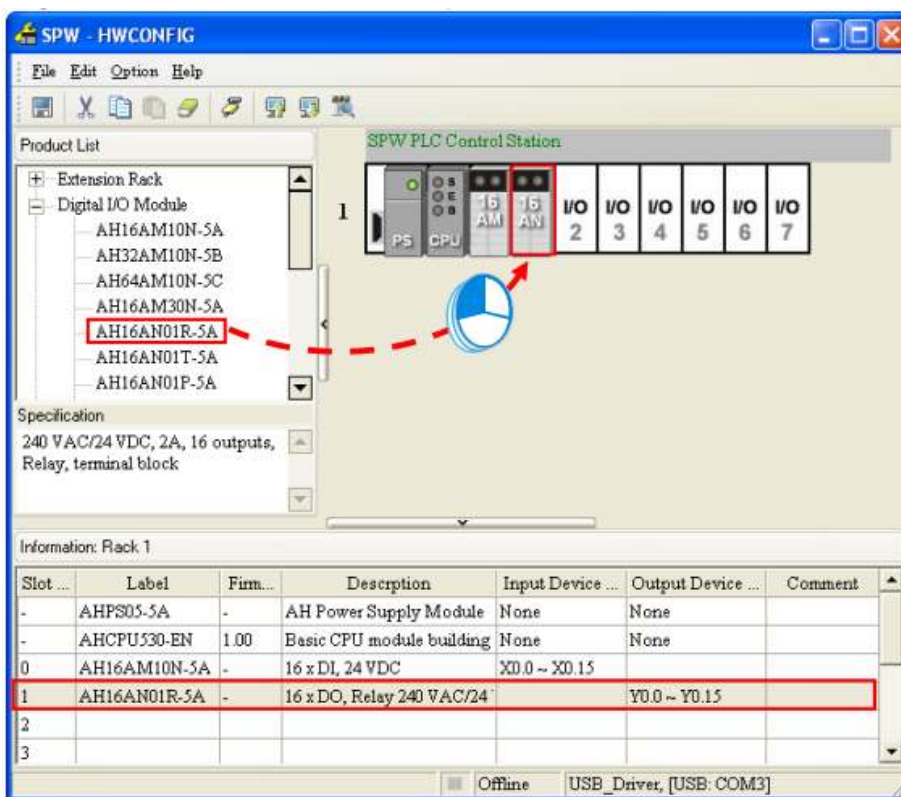 SPW - HWCONFIG
File Edit Option Help
Product List
Extension Rack
Digital I/O Module
AH16AM10N-5A
AH32AM10N-5B
AH64AM10N-5C
AH16AM30N-5A
AH16AN01R-5A
AH16AN01T-5A
AH16AN01P-5A
Specification
240 VAC/24 VDC, 2A, 16 outputs,
Relay, terminal block
SPW PLC Control Station
1
PS
S
E
B
CPU
16
AM
16
AN
I/O
2
I/O
3
I/O
4
I/O
5
I/O
6
I/O
7
Information: Rack 1
Slot ... Label Firm... Descrption Input Device ... Output Device ... Comment
- AHPS05-5A - AH Power Supply Module None None
- AHCPU530-EN 1.00 Basic CPU module building None None
0 AH16AM10N-5A - 16 x DI, 24 VDC X0.0 ~ X0.15
1 AH16AN01R-5A - 16 x DO, Relay 240 VAC/24 Y0.0 ~ Y0.15
2
3
Offline USB_Driver, [USB: COM3]